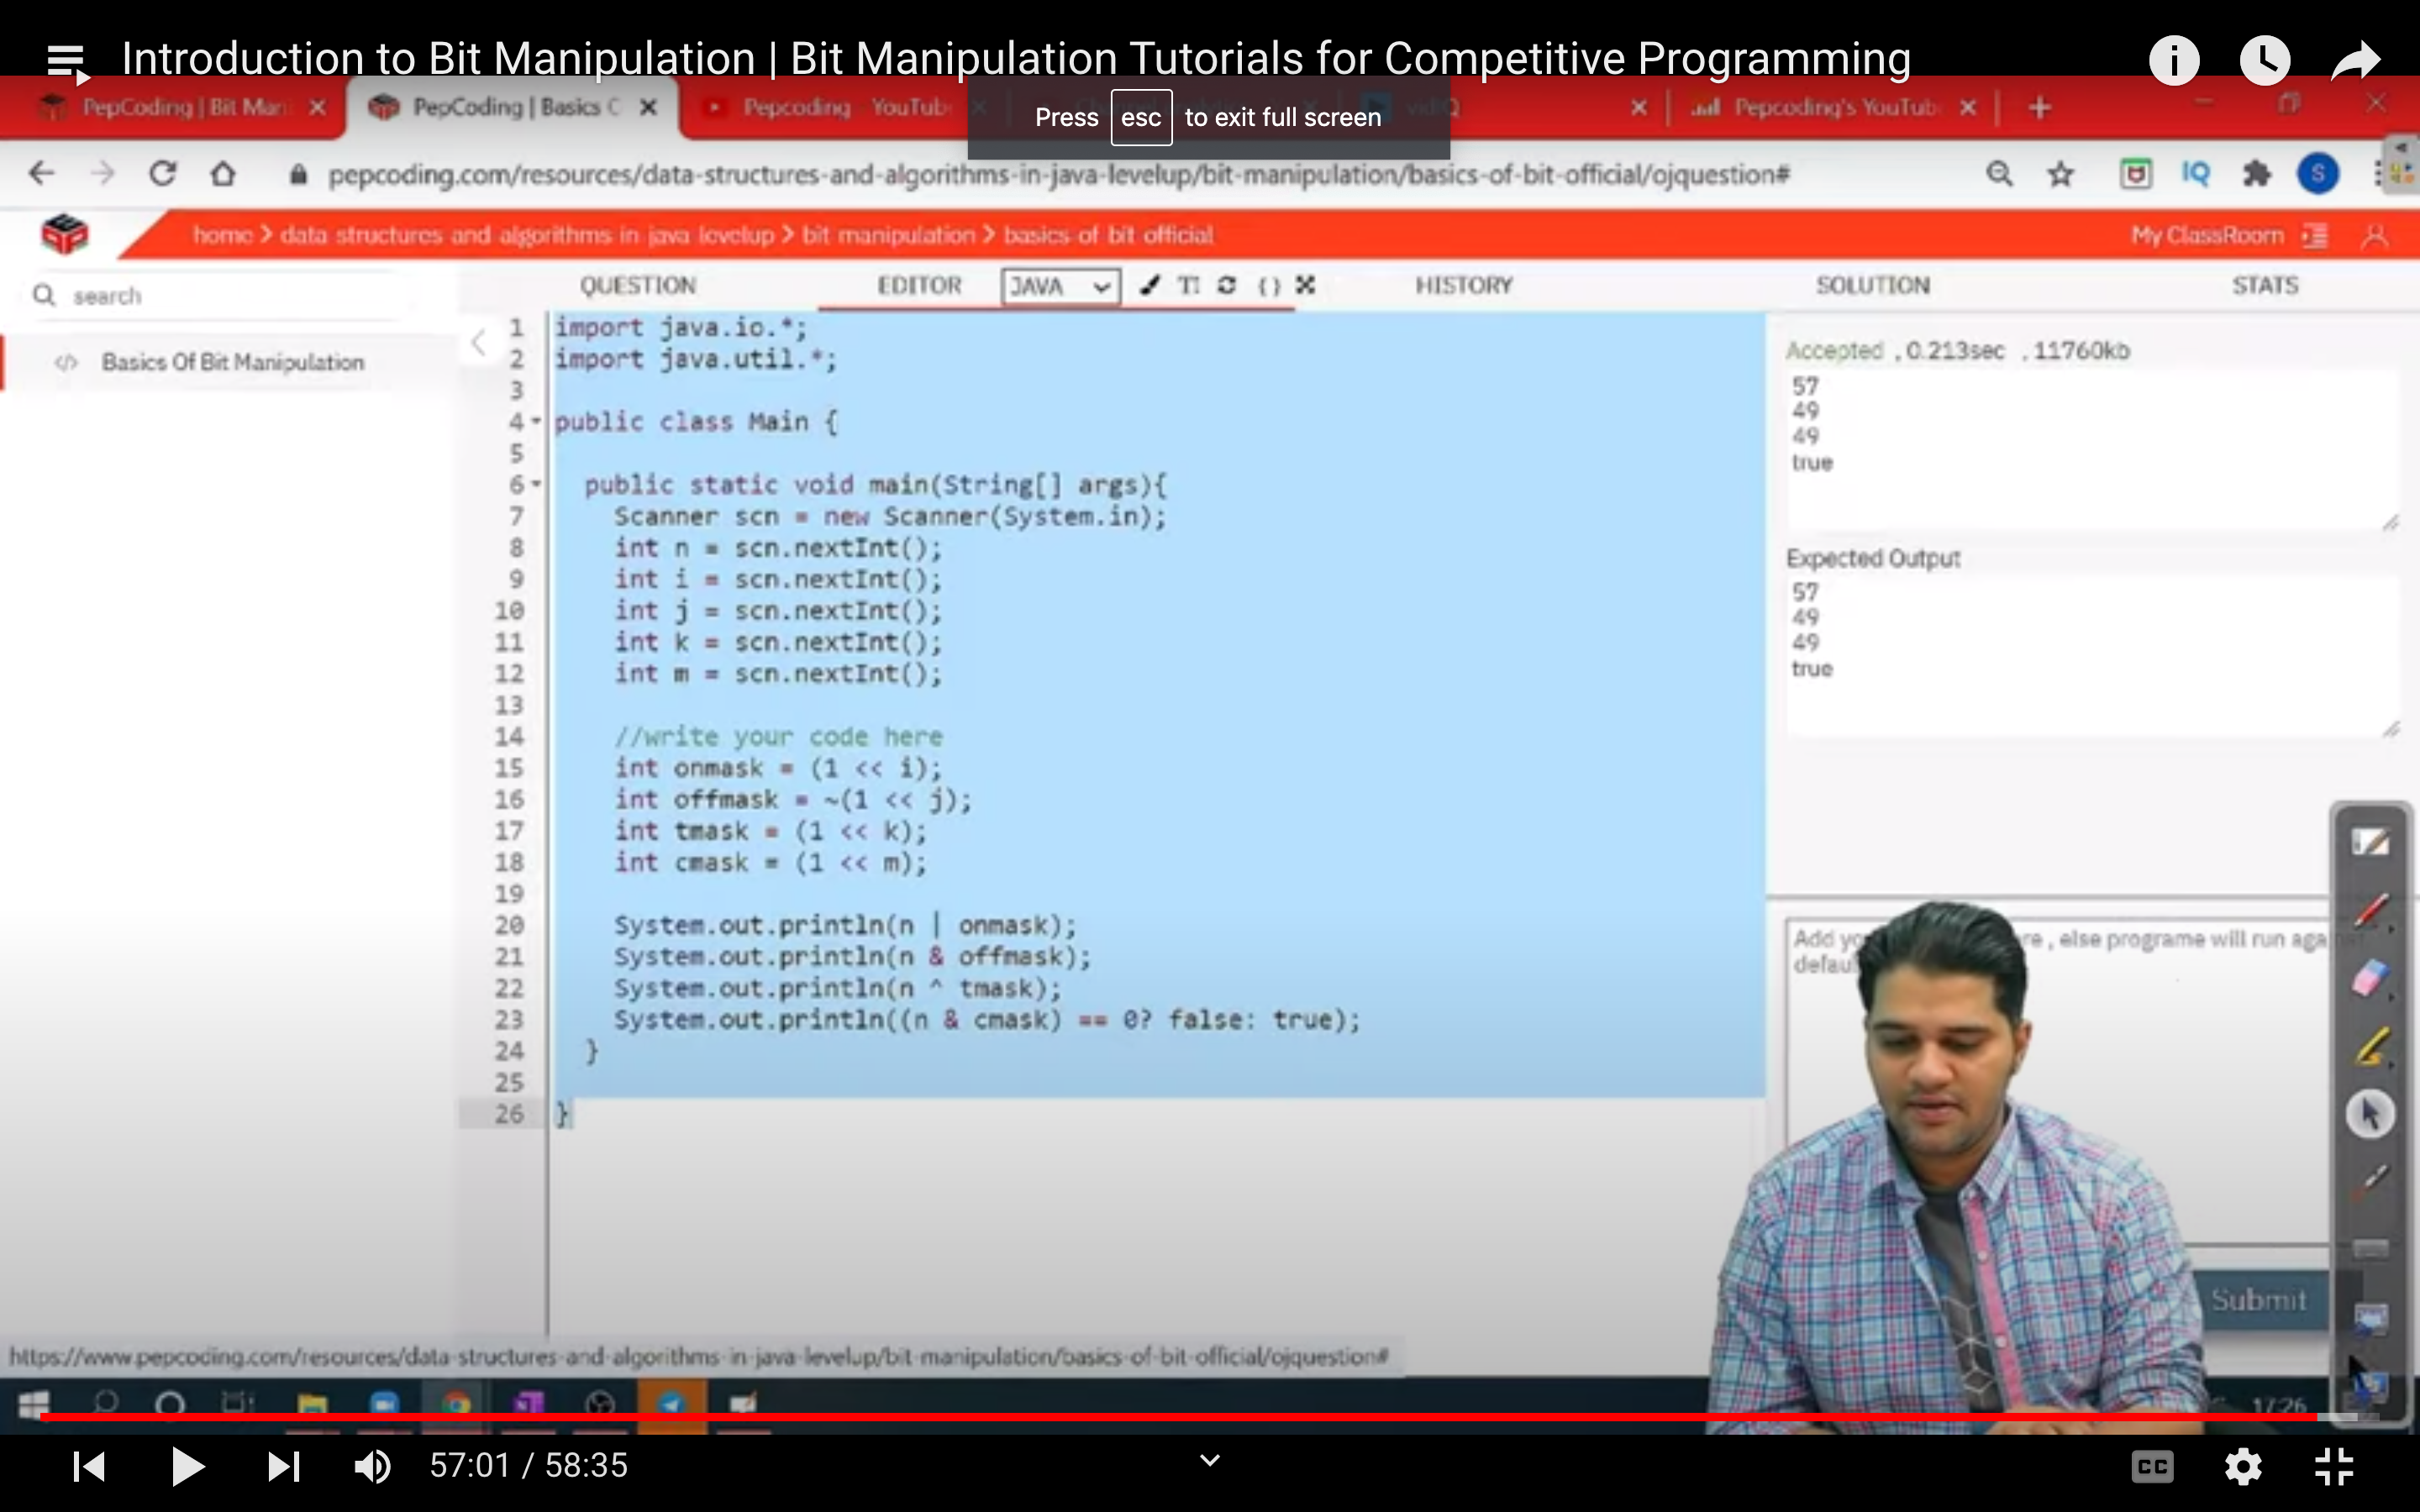 Introduction to Bit Manipulation | Bit Manipulation Tutorials for Competitive Programming
PepCoding | Bit Man
PepCoding | Basics O
Pepcoding - YouTub
Pepcoding's YouTub
Press esc to exit full screen
pepcoding.com/resources/data-structures-and-algorithms-in-java-levelup/bit-manipulation/basics-of-bit-official/ojquestion#
IQ
S
home > data structures and algorithms in java levelup > bit manipulation > basics of bit official
My ClassRoom
search
QUESTION
EDITOR
JAVA
HISTORY
SOLUTION
STATS
Basics Of Bit Manipulation
1 import java.io.*;
2 import java.util.*;
3
4 public class Main {
5
6 public static void main(String[] args){
7 Scanner scn = new Scanner(System.in);
8 int n = scn.nextInt();
9 int i = scn.nextInt();
10 int j = scn.nextInt();
11 int k = scn.nextInt();
12 int m = scn.nextInt();
13
14 //write your code here
15 int onmask = (1 << i);
16 int offmask = ~(1 << j);
17 int tmask = (1 << k);
18 int cmask = (1 << m);
19
20 System.out.println(n | onmask);
21 System.out.println(n & offmask);
22 System.out.println(n ^ tmask);
23 System.out.println((n & cmask) == 0? false: true);
24 }
25
26 }
Accepted , 0.213sec , 11760kb
57
49
49
true
Expected Output
57
49
49
true
Add yo
re , else programe will run aga
defau
Submit
https://www.pepcoding.com/resources/data-structures-and-algorithms-in-java-levelup/bit-manipulation/basics-of-bit-official/ojquestion#
17:26
57:01 / 58:35
CC